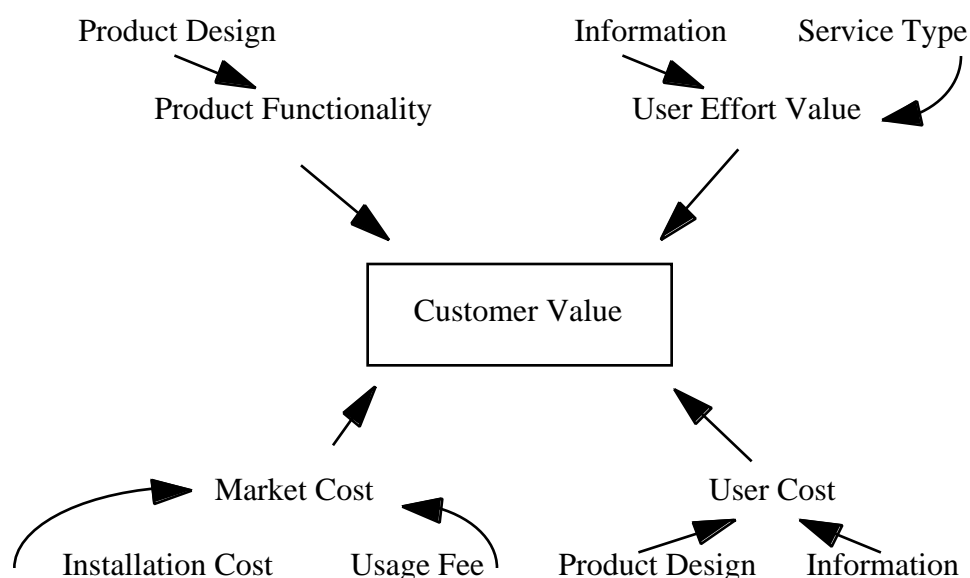 Product Design
Information
Service Type
Product Functionality
User Effort Value
Customer Value
Market Cost
User Cost
Installation Cost
Usage Fee
Product Design
Information